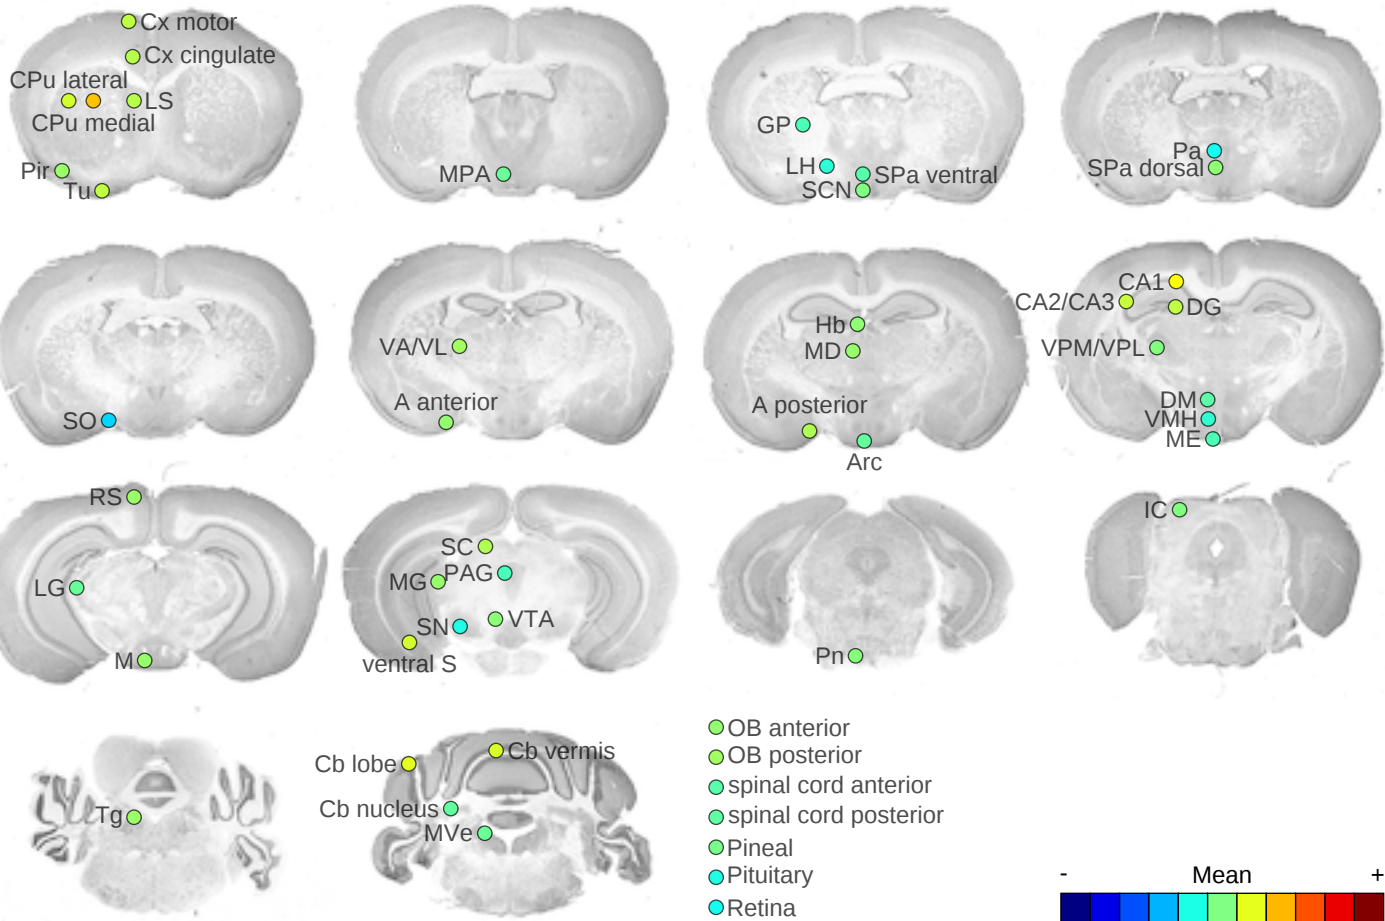 Cx motor
Cx cingulate
CPu lateral
LS
CPu medial
Pir
Tu
MPA
GP
LH
SPa ventral
SCN
Pa
SPa dorsal
SO
VA/VL
A anterior
Hb
MD
A posterior
Arc
CA1
CA2/CA3
DG
VPM/VPL
DM
VMH
ME
RS
LG
M
SC
PAG
MG
VTA
SN
ventral S
Pn
IC
Tg
Cb vermis
Cb lobe
Cb nucleus
MVe
OB anterior
OB posterior
spinal cord anterior
spinal cord posterior
Pineal
Pituitary
Retina
- Mean +